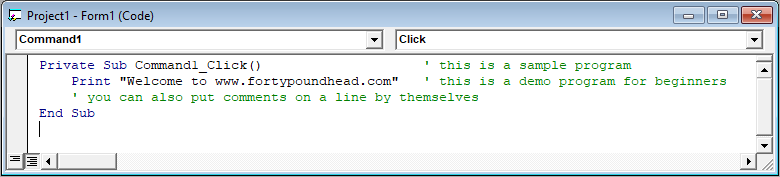 Project1 - Form1 (Code)
Command1 Click
Private Sub Command1_Click() ' this is a sample program
Print "Welcome to www.fortypoundhead.com" ' this is a demo program for beginners
' you can also put comments on a line by themselves
End Sub